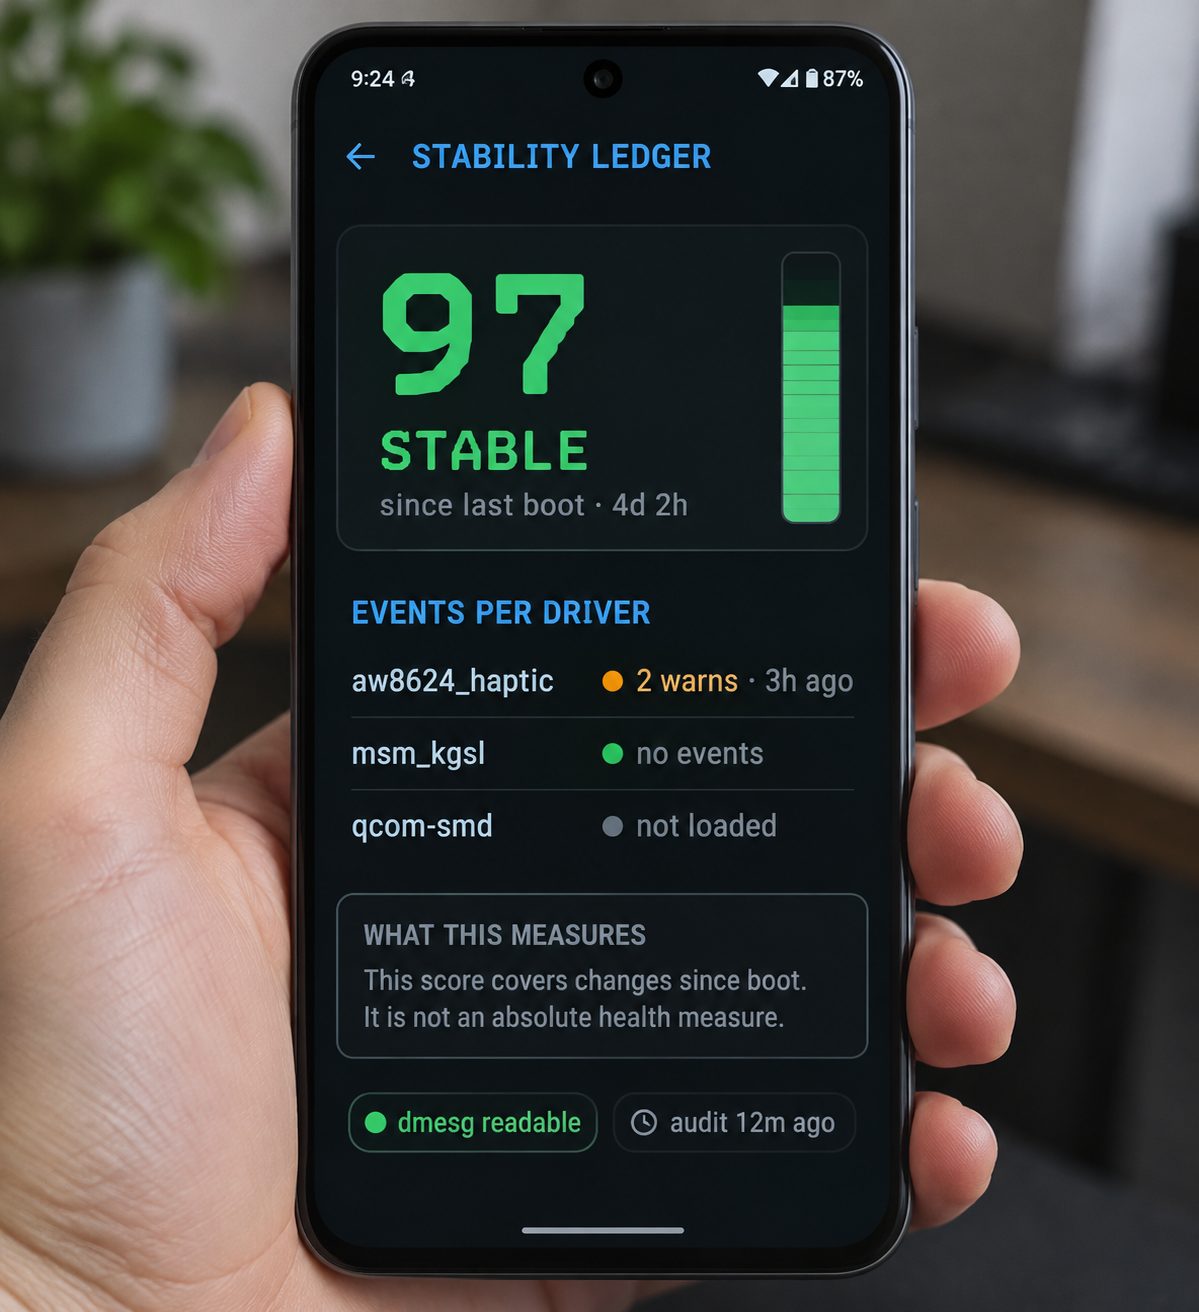 9:24
87%
STABILITY LEDGER
97
STABLE
since last boot · 4d 2h
EVENTS PER DRIVER
aw8624_haptic 2 warns · 3h ago
msm_kgsl no events
qcom-smd not loaded
WHAT THIS MEASURES
This score covers changes since boot.
It is not an absolute health measure.
dmesg readable
audit 12m ago